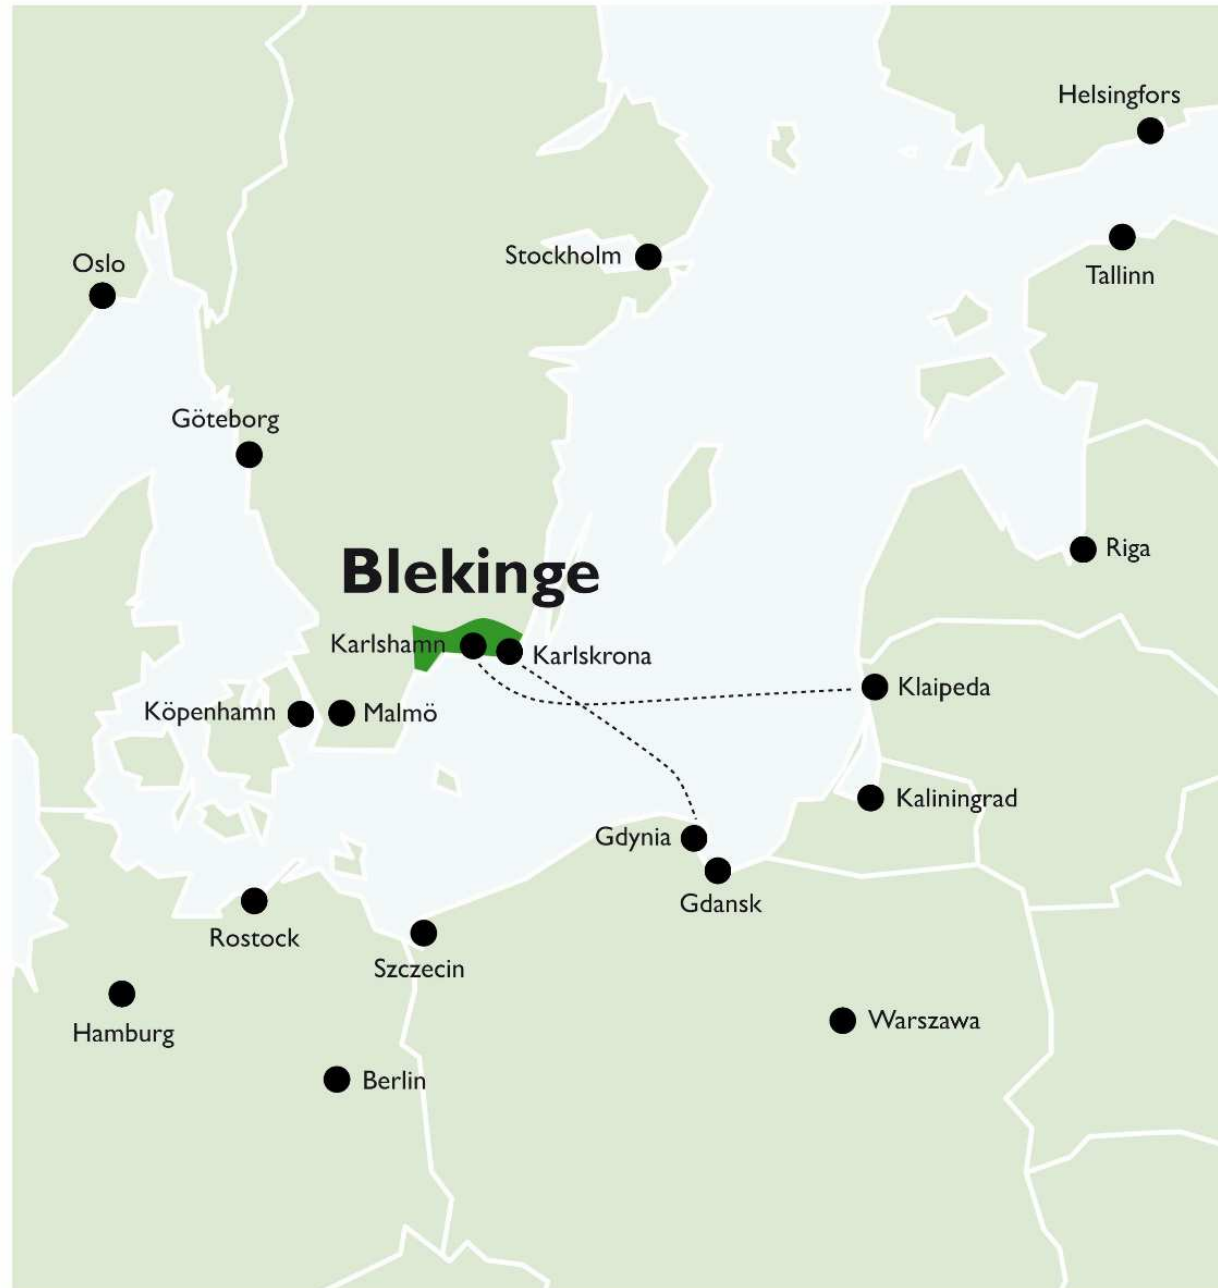 Helsingfors
Stockholm
Oslo
Tallinn
Göteborg
Riga
Blekinge
Karlshamn
Karlskrona
Klaipeda
Köpenhamn
Malmö
Kaliningrad
Gdynia
Gdansk
Rostock
Szczecin
Hamburg
Warszawa
Berlin